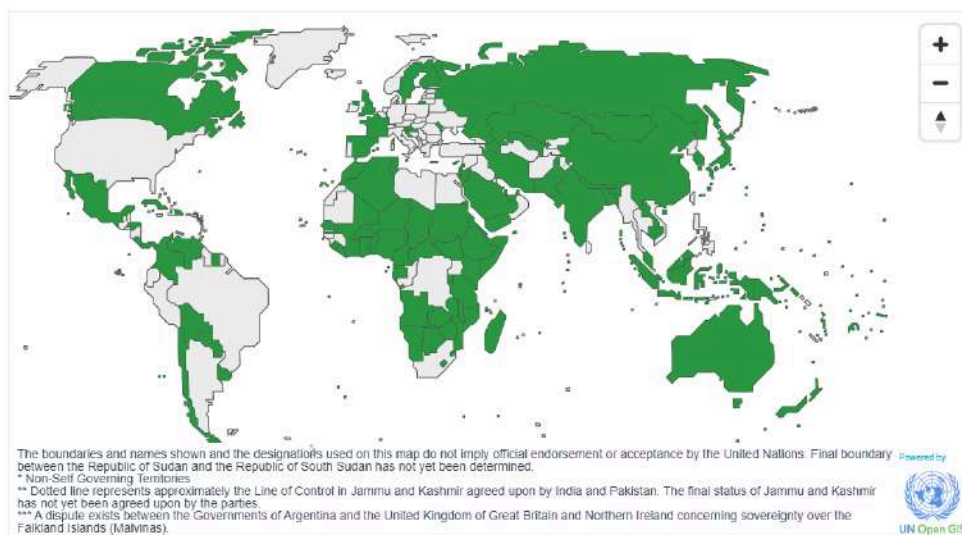 +
−
The boundaries and names shown and the designations used on this map do not imply official endorsement or acceptance by the United Nations. Final boundary
between the Republic of Sudan and the Republic of South Sudan has not yet been determined.
* Non-Self Governing Territories
** Dotted line represents approximately the Line of Control in Jammu and Kashmir agreed upon by India and Pakistan. The final status of Jammu and Kashmir
has not yet been agreed upon by the parties.
*** A dispute exists between the Governments of Argentina and the United Kingdom of Great Britain and Northern Ireland concerning sovereignty over the
Falkland Islands (Malvinas).
Powered by
UN Open GIS